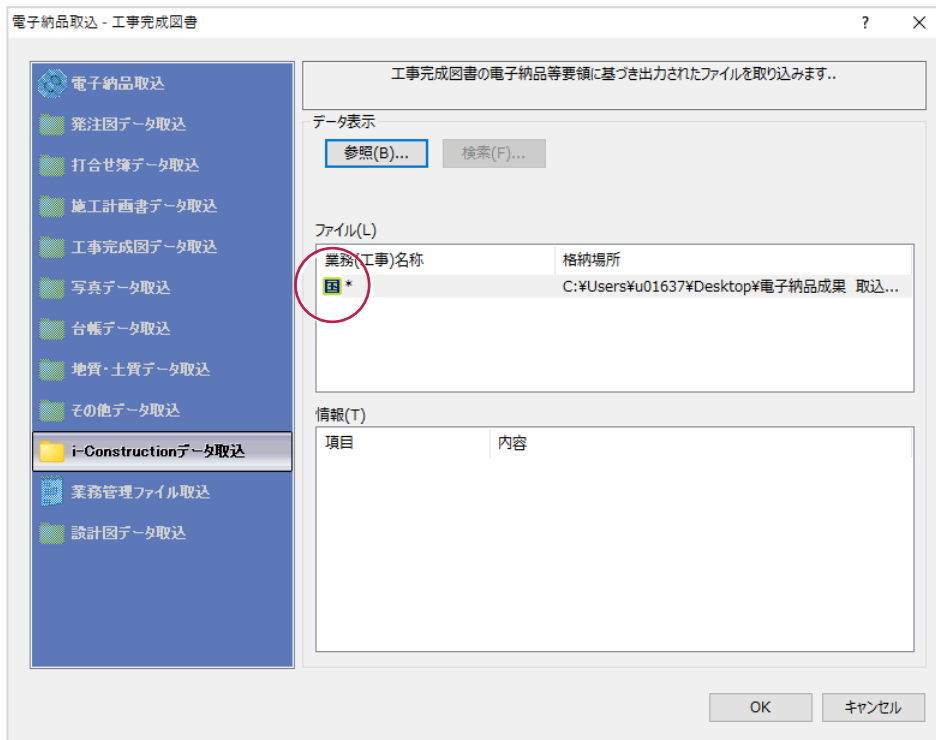 電子納品取込 - 工事完成図書
?
×
電子納品取込
発注図データ取込
打合せ簿データ取込
施工計画書データ取込
工事完成図データ取込
写真データ取込
台帳データ取込
地質・土質データ取込
その他データ取込
i-Constructionデータ取込
業務管理ファイル取込
設計図データ取込
工事完成図書の電子納品等要領に基づき出力されたファイルを取り込みます..
データ表示
参照(B)... 検索(F)...
ファイル(L)
業務(工事)名称 格納場所
国 * C:¥Users¥u01637¥Desktop¥電子納品成果 取込...
情報(T)
項目 内容
OK キャンセル